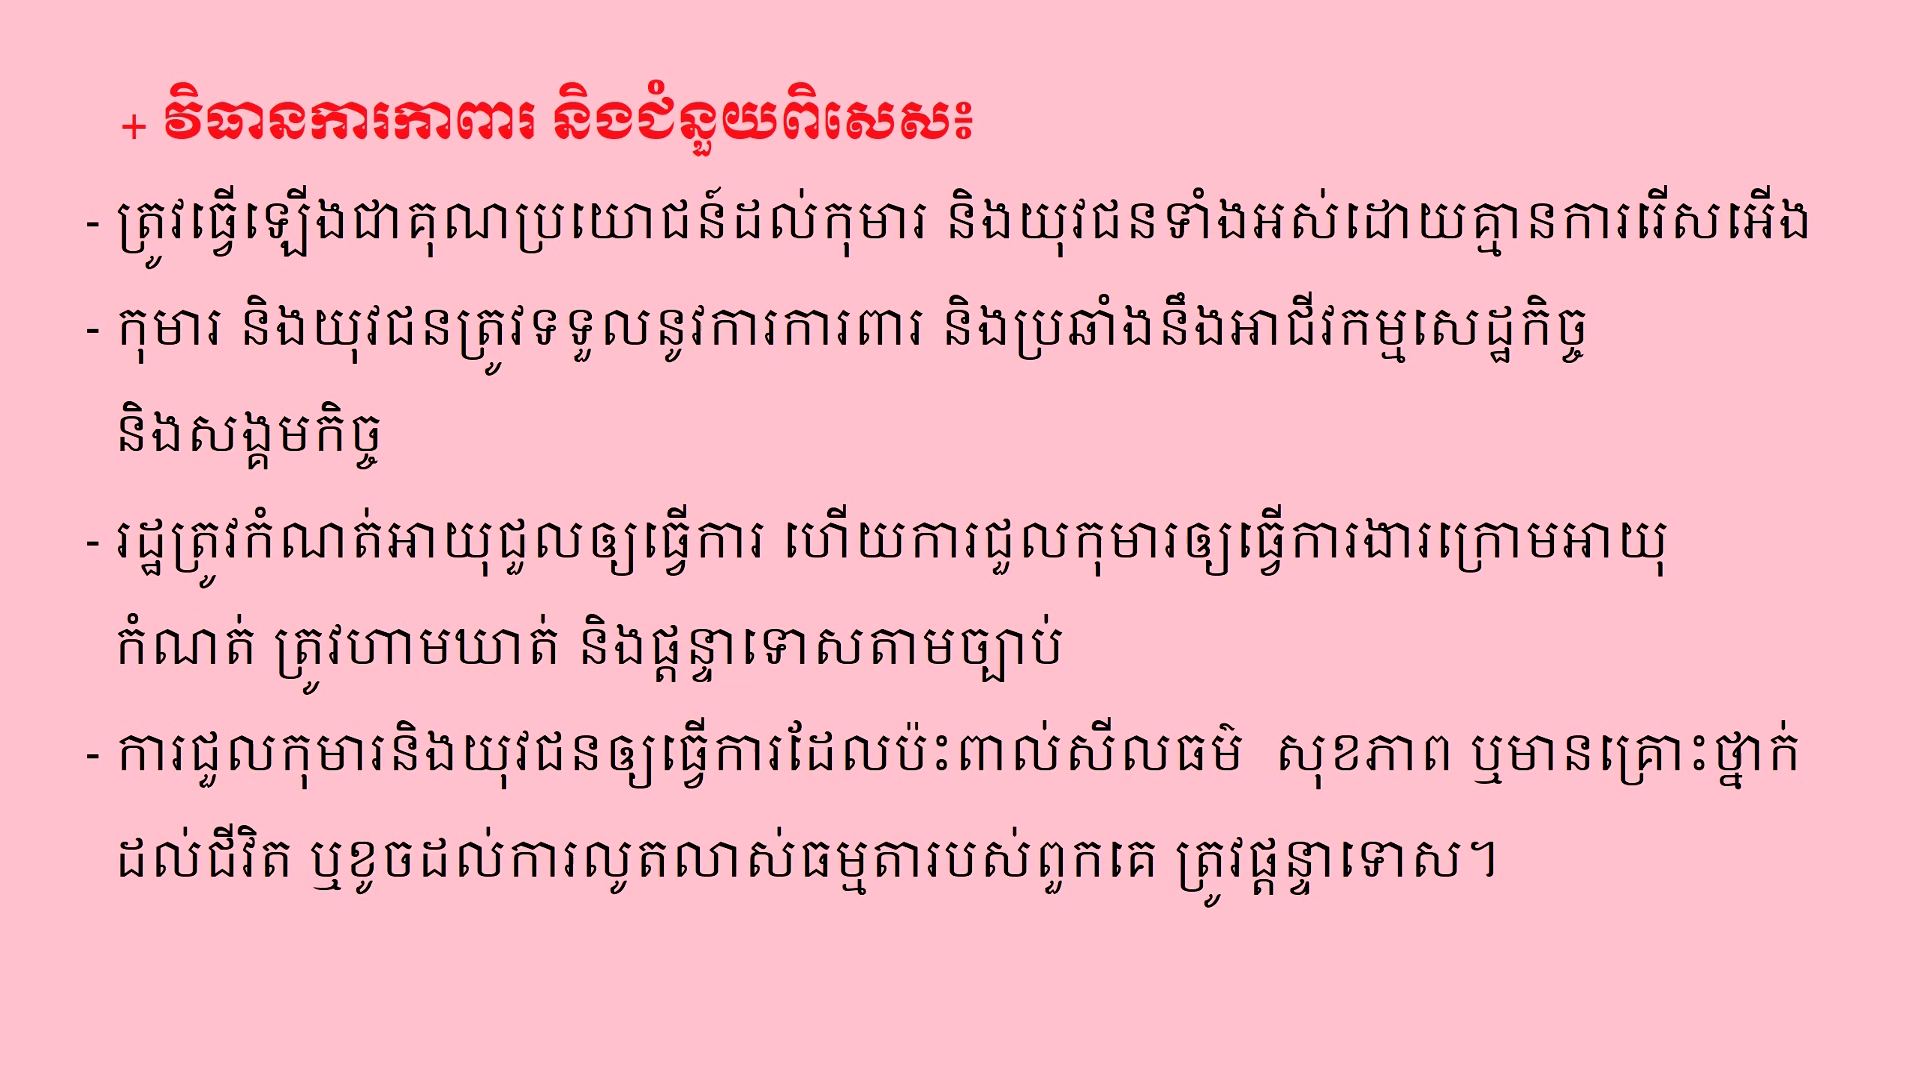 + វិធានការកាពារ និងជំនួយពិសេស៖
- ត្រូវធ្វើឡើងជាគុណប្រយោជន៍ដល់កុមារ និងយុវជនទាំងអស់ដោយគ្មានការរើសអើង
- កុមារ និងយុវជនត្រូវទទួលនូវការការពារ និងប្រឆាំងនឹងអាជីវកម្មសេដ្ឋកិច្ច
និងសង្គមកិច្ច
- រដ្ឋត្រូវកំណត់អាយុជួលឲ្យធ្វើការ ហើយការជួលកុមារឲ្យធ្វើការងារក្រោមអាយុ
កំណត់ ត្រូវហាមឃាត់ និងផ្តន្ទាទោសតាមច្បាប់
- ការជួលកុមារនិងយុវជនឲ្យធ្វើការដែលប៉ះពាល់សីលធម៌ សុខភាព ឬមានគ្រោះថ្នាក់
ដល់ជីវិត ឬខូចដល់ការលូតលាស់ធម្មតារបស់ពួកគេ ត្រូវផ្តន្ទាទោស។